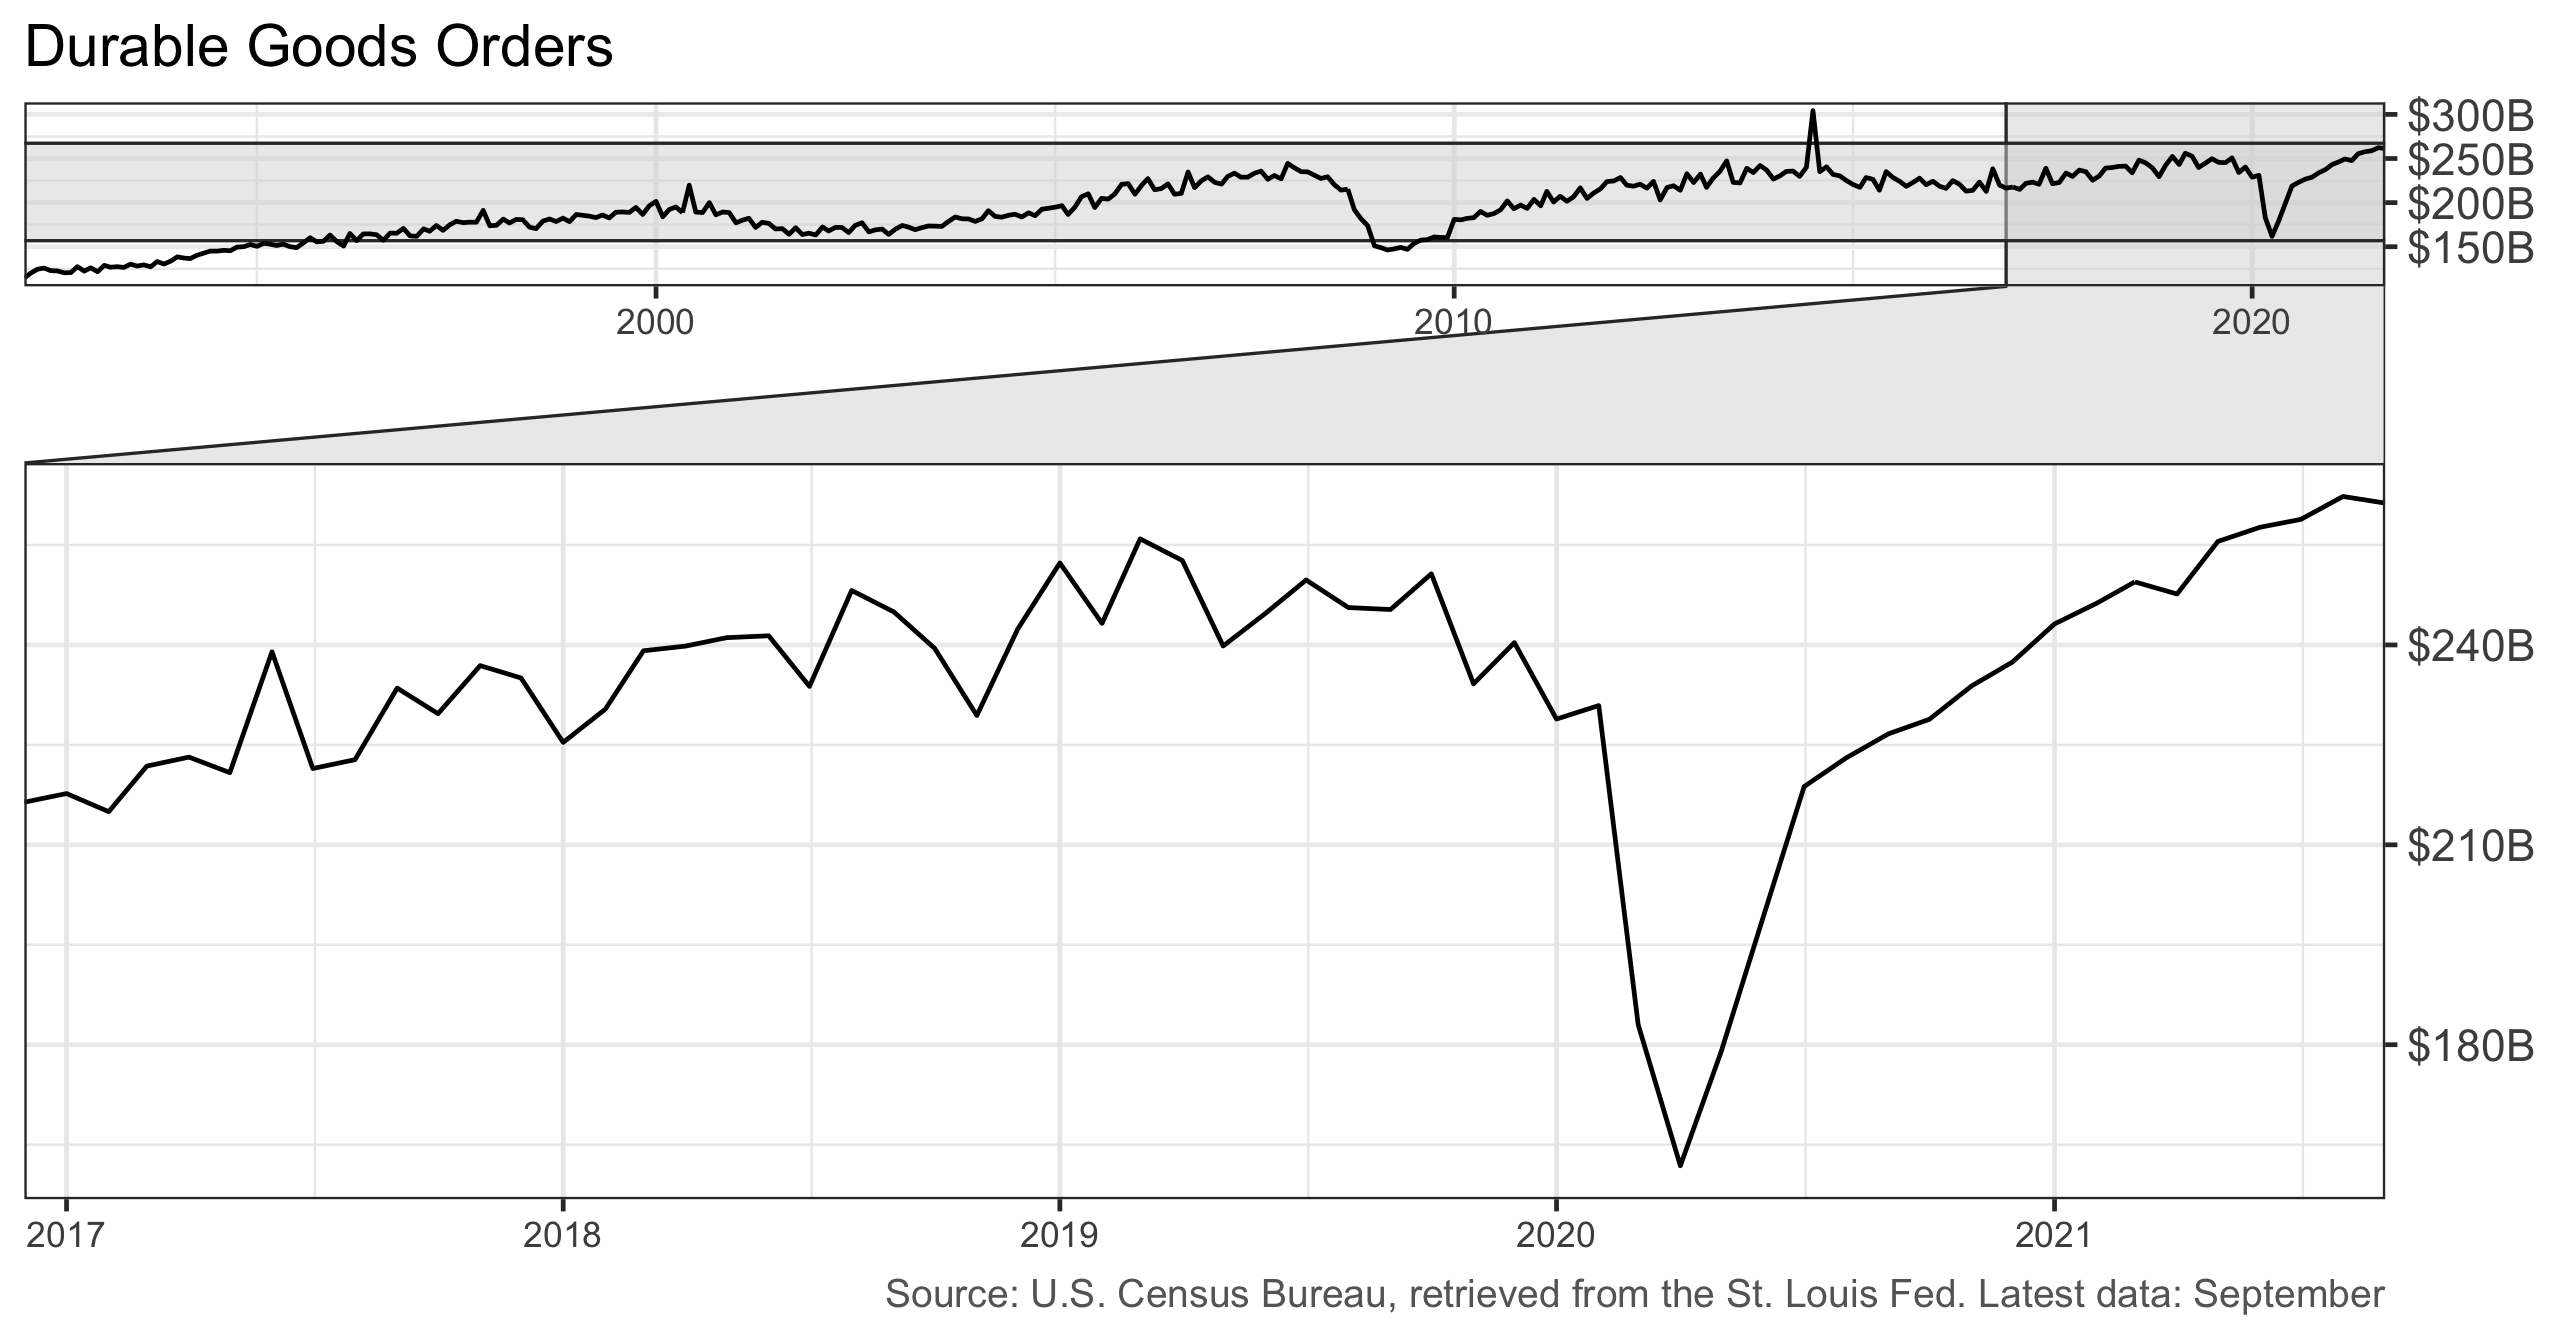 Durable Goods Orders
$300B
$250B
$200B
$150B
2000 2010 2020
$240B
$210B
$180B
2017 2018 2019 2020 2021
Source: U.S. Census Bureau, retrieved from the St. Louis Fed. Latest data: September